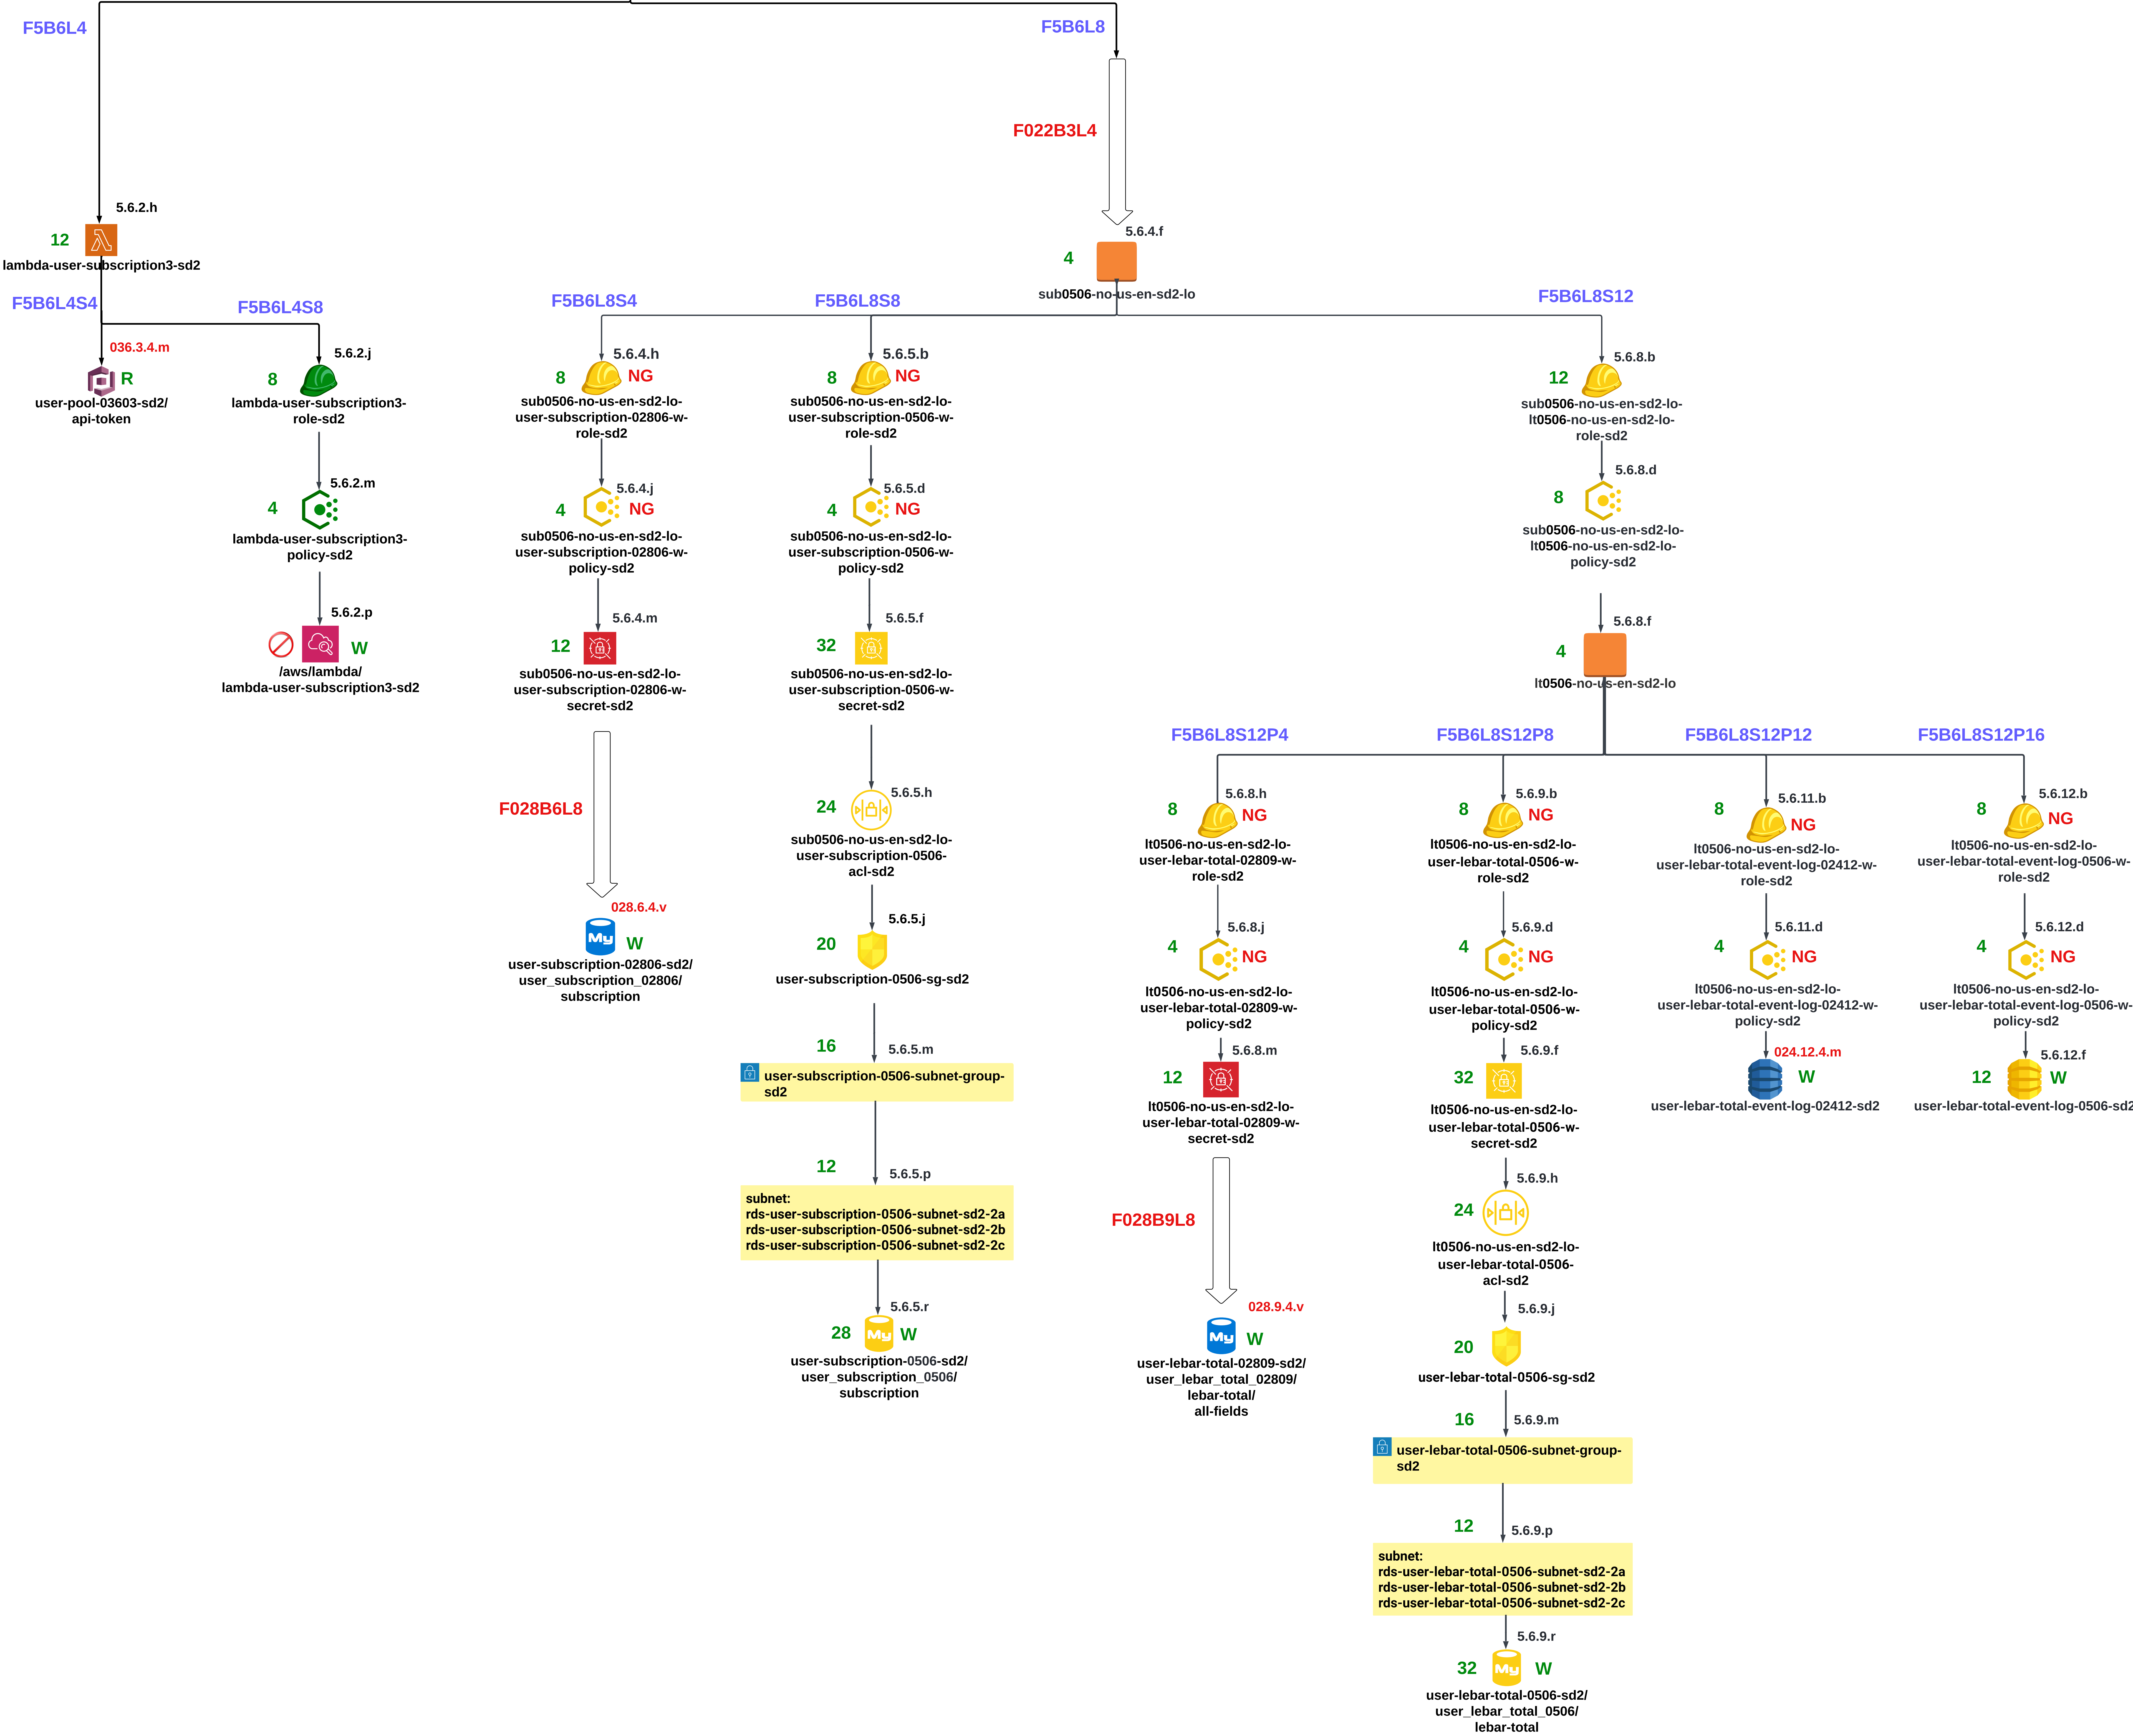 F5B6L4
F5B6L8
F022B3L4
5.6.2.h
12
lambda-user-subscription3-sd2
5.6.4.f
4
sub0506-no-us-en-sd2-lo
F5B6L4S4
F5B6L4S8
036.3.4.m
R
user-pool-03603-sd2/
api-token
5.6.2.j
8
lambda-user-subscription3-
role-sd2
5.6.2.m
4
lambda-user-subscription3-
policy-sd2
5.6.2.p
W
/aws/lambda/
lambda-user-subscription3-sd2
F5B6L8S4
5.6.4.h
8
NG
sub0506-no-us-en-sd2-lo-
user-subscription-02806-w-
role-sd2
5.6.4.j
4
NG
sub0506-no-us-en-sd2-lo-
user-subscription-02806-w-
policy-sd2
5.6.4.m
12
sub0506-no-us-en-sd2-lo-
user-subscription-02806-w-
secret-sd2
F028B6L8
028.6.4.v
My
W
user-subscription-02806-sd2/
user_subscription_02806/
subscription
F5B6L8S8
5.6.5.b
8
NG
sub0506-no-us-en-sd2-lo-
user-subscription-0506-w-
role-sd2
5.6.5.d
4
NG
sub0506-no-us-en-sd2-lo-
user-subscription-0506-w-
policy-sd2
5.6.5.f
32
sub0506-no-us-en-sd2-lo-
user-subscription-0506-w-
secret-sd2
5.6.5.h
24
sub0506-no-us-en-sd2-lo-
user-subscription-0506-
acl-sd2
5.6.5.j
20
user-subscription-0506-sg-sd2
16
5.6.5.m
user-subscription-0506-subnet-group-
sd2
12
5.6.5.p
subnet:
rds-user-subscription-0506-subnet-sd2-2a
rds-user-subscription-0506-subnet-sd2-2b
rds-user-subscription-0506-subnet-sd2-2c
5.6.5.r
28
My
W
user-subscription-0506-sd2/
user_subscription_0506/
subscription
F5B6L8S12
5.6.8.b
12
sub0506-no-us-en-sd2-lo-
lt0506-no-us-en-sd2-lo-
role-sd2
5.6.8.d
8
sub0506-no-us-en-sd2-lo-
lt0506-no-us-en-sd2-lo-
policy-sd2
5.6.8.f
4
lt0506-no-us-en-sd2-lo
F5B6L8S12P4
5.6.8.h
8
NG
lt0506-no-us-en-sd2-lo-
user-lebar-total-02809-w-
role-sd2
5.6.8.j
4
NG
lt0506-no-us-en-sd2-lo-
user-lebar-total-02809-w-
policy-sd2
5.6.8.m
12
lt0506-no-us-en-sd2-lo-
user-lebar-total-02809-w-
secret-sd2
F028B9L8
028.9.4.v
My
W
user-lebar-total-02809-sd2/
user_lebar_total_02809/
lebar-total/
all-fields
F5B6L8S12P8
5.6.9.b
8
NG
lt0506-no-us-en-sd2-lo-
user-lebar-total-0506-w-
role-sd2
5.6.9.d
4
NG
lt0506-no-us-en-sd2-lo-
user-lebar-total-0506-w-
policy-sd2
5.6.9.f
32
lt0506-no-us-en-sd2-lo-
user-lebar-total-0506-w-
secret-sd2
5.6.9.h
24
lt0506-no-us-en-sd2-lo-
user-lebar-total-0506-
acl-sd2
5.6.9.j
20
user-lebar-total-0506-sg-sd2
16
5.6.9.m
user-lebar-total-0506-subnet-group-
sd2
12
5.6.9.p
subnet:
rds-user-lebar-total-0506-subnet-sd2-2a
rds-user-lebar-total-0506-subnet-sd2-2b
rds-user-lebar-total-0506-subnet-sd2-2c
5.6.9.r
32
My
W
user-lebar-total-0506-sd2/
user_lebar_total_0506/
lebar-total
F5B6L8S12P12
5.6.11.b
8
NG
lt0506-no-us-en-sd2-lo-
user-lebar-total-event-log-02412-w-
role-sd2
5.6.11.d
4
NG
lt0506-no-us-en-sd2-lo-
user-lebar-total-event-log-02412-w-
policy-sd2
024.12.4.m
W
user-lebar-total-event-log-02412-sd2
F5B6L8S12P16
5.6.12.b
8
NG
lt0506-no-us-en-sd2-lo-
user-lebar-total-event-log-0506-w-
role-sd2
5.6.12.d
4
NG
lt0506-no-us-en-sd2-lo-
user-lebar-total-event-log-0506-w-
policy-sd2
5.6.12.f
12
W
user-lebar-total-event-log-0506-sd2